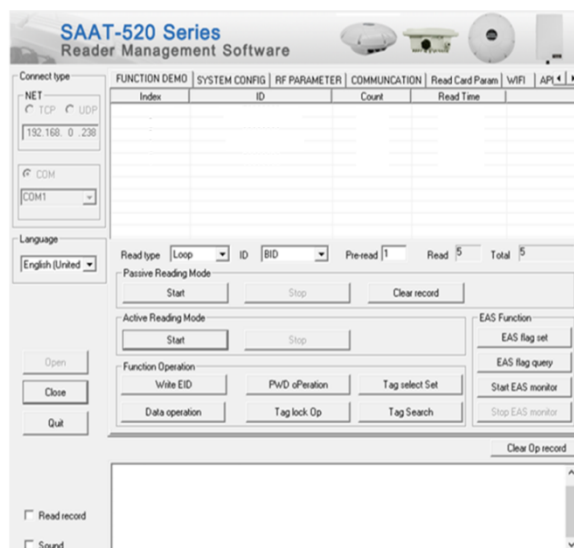 SAAT-520 Series
Reader Management Software
Connect type
NET
TCP UDP
192.168. 0 .238
COM
COM1
Language
English (United
Open
Close
Quit
Read record
Sound
FUNCTION DEMO SYSTEM CONFIG RF PARAMETER COMMUNCATION Read Card Param WIFI API
Index ID Count Read Time
Read type Loop ID BID Pre-read 1 Read 5 Total 5
Passive Reading Mode
Start Stop Clear record
Active Reading Mode
Start Stop
Function Operation
Write EID PWD oPeration Tag select Set
Data operation Tag lock Op Tag Search
EAS Function
EAS flag set
EAS flag query
Start EAS monitor
Stop EAS monitor
Clear Op record